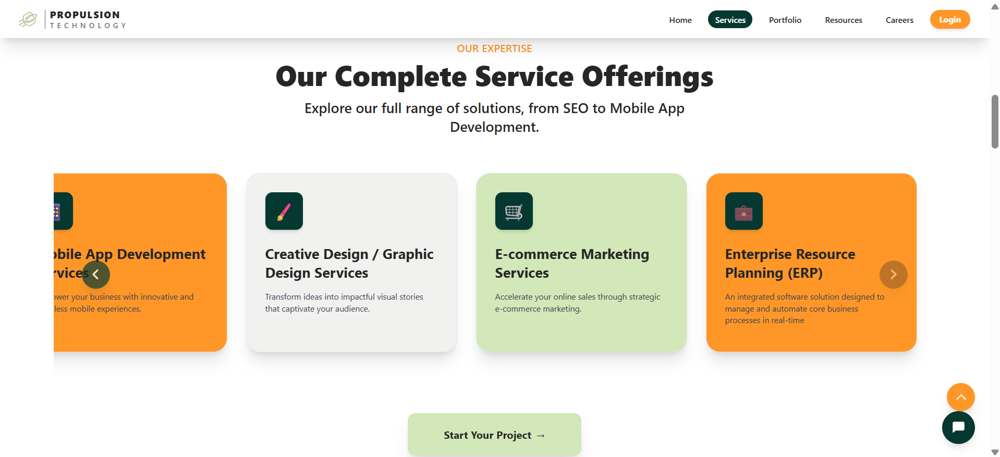 PROPULSION
TECHNOLOGY
Home
Services
Portfolio
Resources
Careers
Login
OUR EXPERTISE
Our Complete Service Offerings
Explore our full range of solutions, from SEO to Mobile App
Development.
obile App Development
rvices
ower your business with innovative and
less mobile experiences.
Creative Design / Graphic
Design Services
Transform ideas into impactful visual stories
that captivate your audience.
E-commerce Marketing
Services
Accelerate your online sales through strategic
e-commerce marketing.
Enterprise Resource
Planning (ERP)
An integrated software solution designed to
manage and automate core business
processes in real-time
Start Your Project →